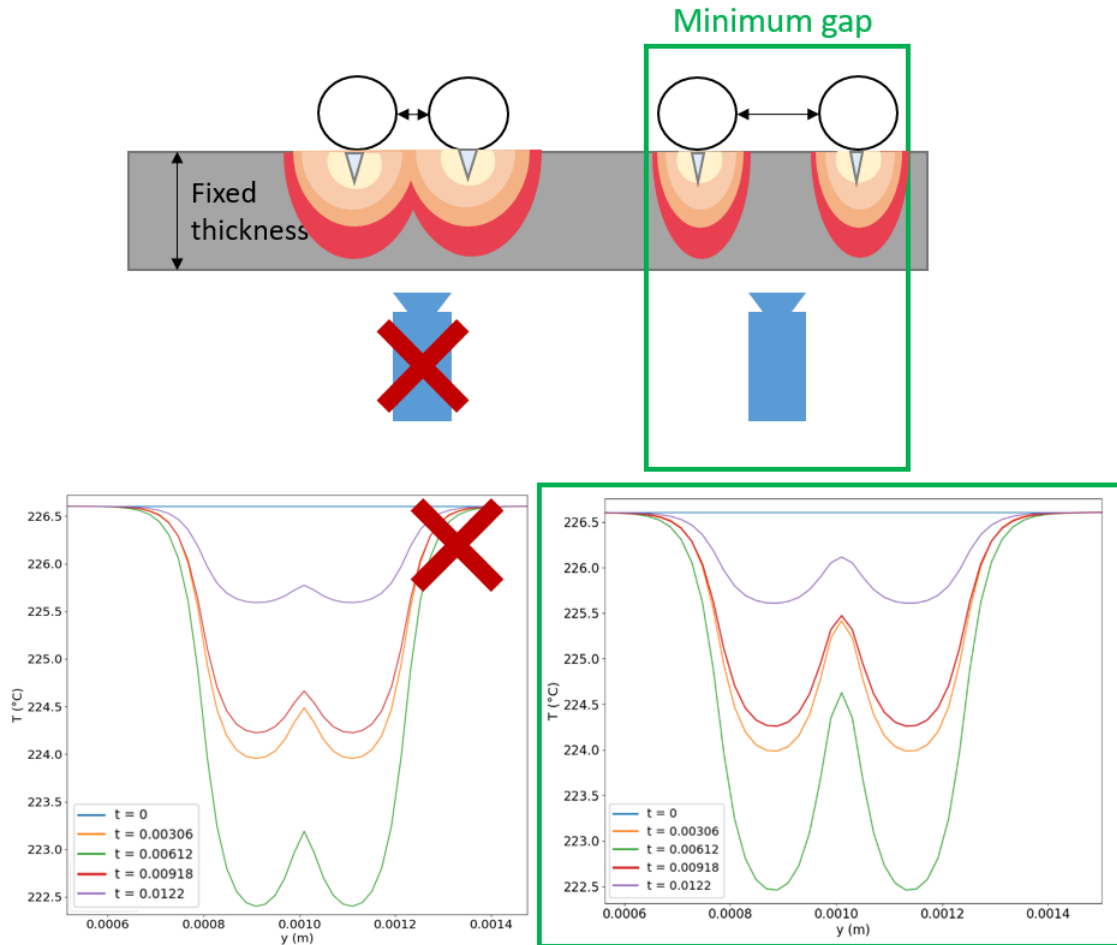 Minimum gap
Fixed
thickness
226.5
226.0
225.5
225.0
224.5
224.0
223.5
223.0
222.5
T (°C)
t = 0
t = 0.00306
t = 0.00612
t = 0.00918
t = 0.0122
0.0006
0.0008
0.0010
0.0012
0.0014
y (m)
226.5
226.0
225.5
225.0
224.5
224.0
223.5
223.0
222.5
T (°C)
t = 0
t = 0.00306
t = 0.00612
t = 0.00918
t = 0.0122
0.0006
0.0008
0.0010
0.0012
0.0014
y (m)